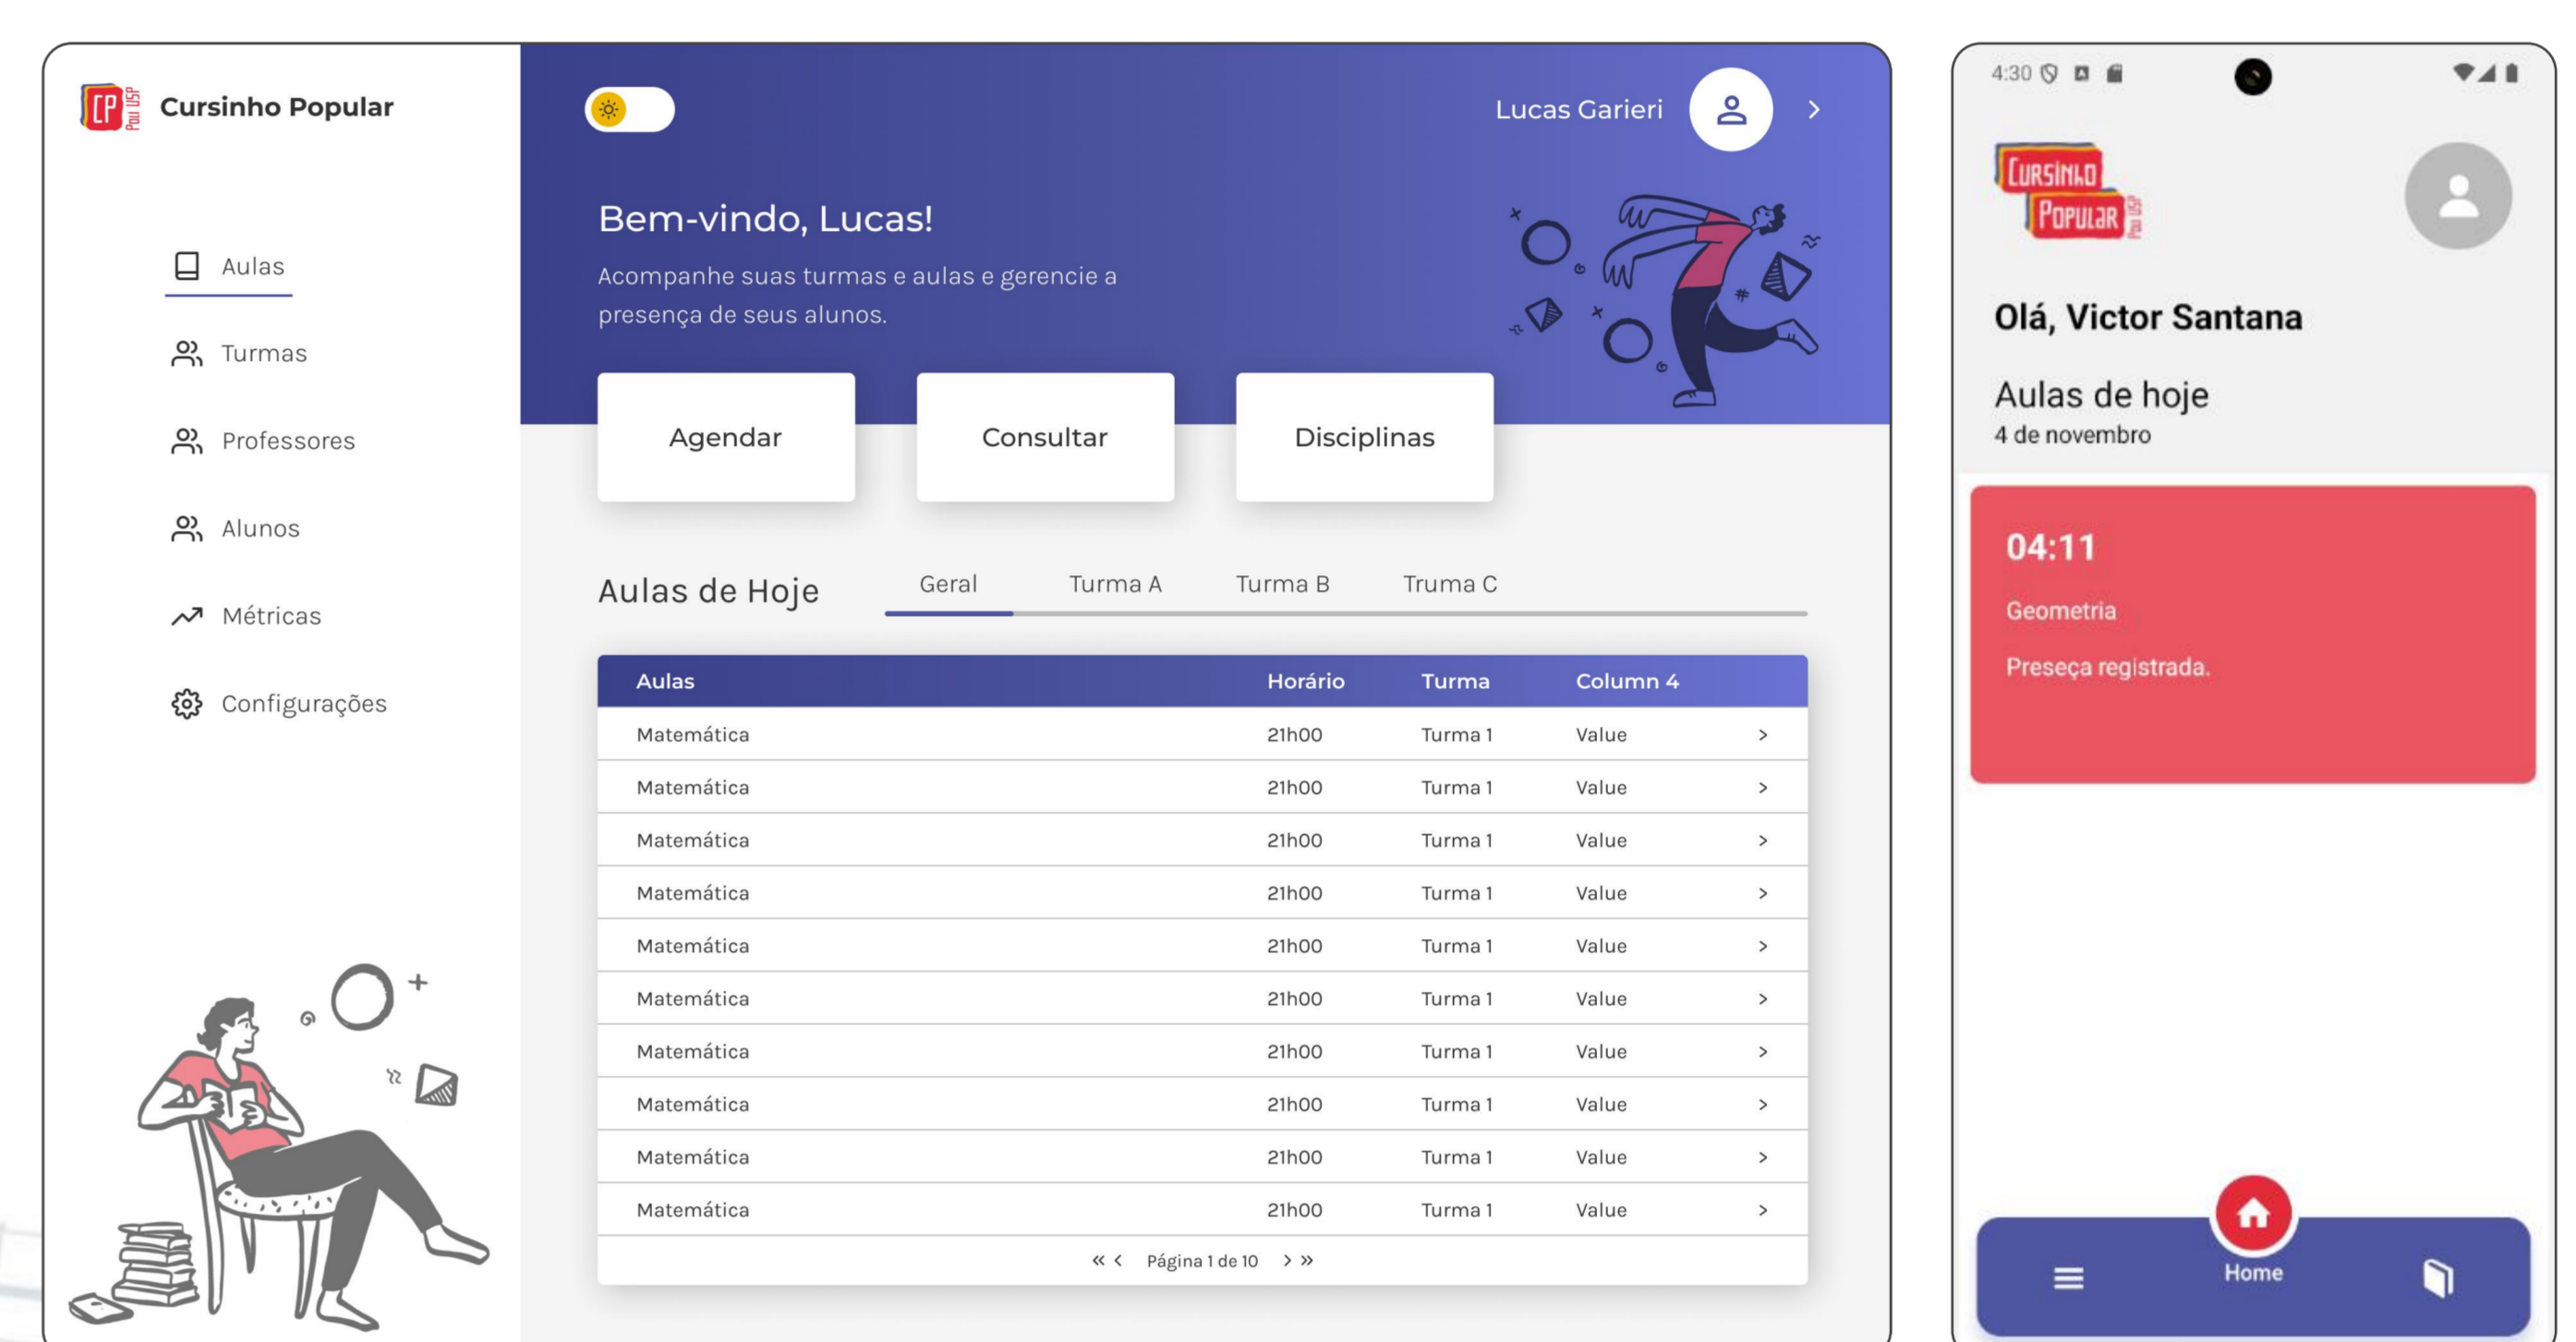 CP
Poli USP
Cursinho Popular
Aulas
Turmas
Professores
Alunos
Métricas
Configurações
Lucas Garieri
Bem-vindo, Lucas!
Acompanhe suas turmas e aulas e gerencie a
presença de seus alunos.
Agendar
Consultar
Disciplinas
Aulas de Hoje
Geral Turma A Turma B Truma C
Aulas Horário Turma Column 4
Matemática 21h00 Turma 1 Value >
Matemática 21h00 Turma 1 Value >
Matemática 21h00 Turma 1 Value >
Matemática 21h00 Turma 1 Value >
Matemática 21h00 Turma 1 Value >
Matemática 21h00 Turma 1 Value >
Matemática 21h00 Turma 1 Value >
Matemática 21h00 Turma 1 Value >
Matemática 21h00 Turma 1 Value >
Matemática 21h00 Turma 1 Value >
« < Página 1 de 10 > »
4:30
Cursinho
Popular
Poli USP
Olá, Victor Santana
Aulas de hoje
4 de novembro
04:11
Geometria
Preseça registrada.
Home